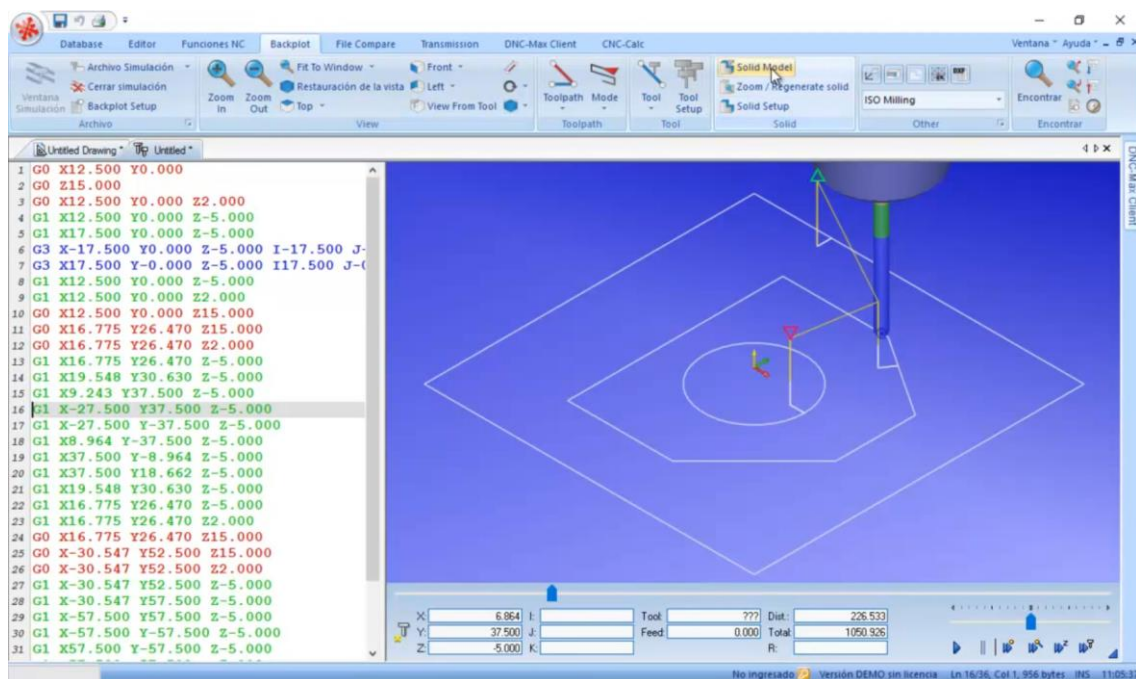 Database Editor Funciones NC Backplot File Compare Transmission DNC-Max Client CNC-Calc Ventana Ayuda
Archivo Simulación
Cerrar simulación
Backplot Setup
Ventana Simulación
Archivo
Zoom In
Zoom Out
Fit To Window
Restauración de la vista
Top
Front
Left
View From Tool
View
Toolpath
Mode
Toolpath
Tool
Tool Setup
Tool
Solid Model
Zoom / Regenerate solid
Solid Setup
Solid
DXF
ISO Milling
Other
Encontrar
Encontrar
Untitled Drawing * Untitled *
DNC-Max Client
1 G0 X12.500 Y0.000
2 G0 Z15.000
3 G0 X12.500 Y0.000 Z2.000
4 G1 X12.500 Y0.000 Z-5.000
5 G1 X17.500 Y0.000 Z-5.000
6 G3 X-17.500 Y0.000 Z-5.000 I-17.500 J-
7 G3 X17.500 Y-0.000 Z-5.000 I17.500 J-0
8 G1 X12.500 Y0.000 Z-5.000
9 G1 X12.500 Y0.000 Z2.000
10 G0 X12.500 Y0.000 Z15.000
11 G0 X16.775 Y26.470 Z15.000
12 G0 X16.775 Y26.470 Z2.000
13 G1 X16.775 Y26.470 Z-5.000
14 G1 X19.548 Y30.630 Z-5.000
15 G1 X9.243 Y37.500 Z-5.000
16 G1 X-27.500 Y37.500 Z-5.000
17 G1 X-27.500 Y-37.500 Z-5.000
18 G1 X8.964 Y-37.500 Z-5.000
19 G1 X37.500 Y-8.964 Z-5.000
20 G1 X37.500 Y18.662 Z-5.000
21 G1 X19.548 Y30.630 Z-5.000
22 G1 X16.775 Y26.470 Z-5.000
23 G1 X16.775 Y26.470 Z2.000
24 G0 X16.775 Y26.470 Z15.000
25 G0 X-30.547 Y52.500 Z15.000
26 G0 X-30.547 Y52.500 Z2.000
27 G1 X-30.547 Y52.500 Z-5.000
28 G1 X-30.547 Y57.500 Z-5.000
29 G1 X-57.500 Y57.500 Z-5.000
30 G1 X-57.500 Y-57.500 Z-5.000
31 G1 X57.500 Y-57.500 Z-5.000
X: 6.864 I: Tool: ??? Dist.: 226.533
Y: 37.500 J: Feed: 0.000 Total: 1050.926
Z: -5.000 K: R:
No ingresado Versión DEMO sin licencia Ln 16/36, Col 1, 956 bytes INS 11:05:3